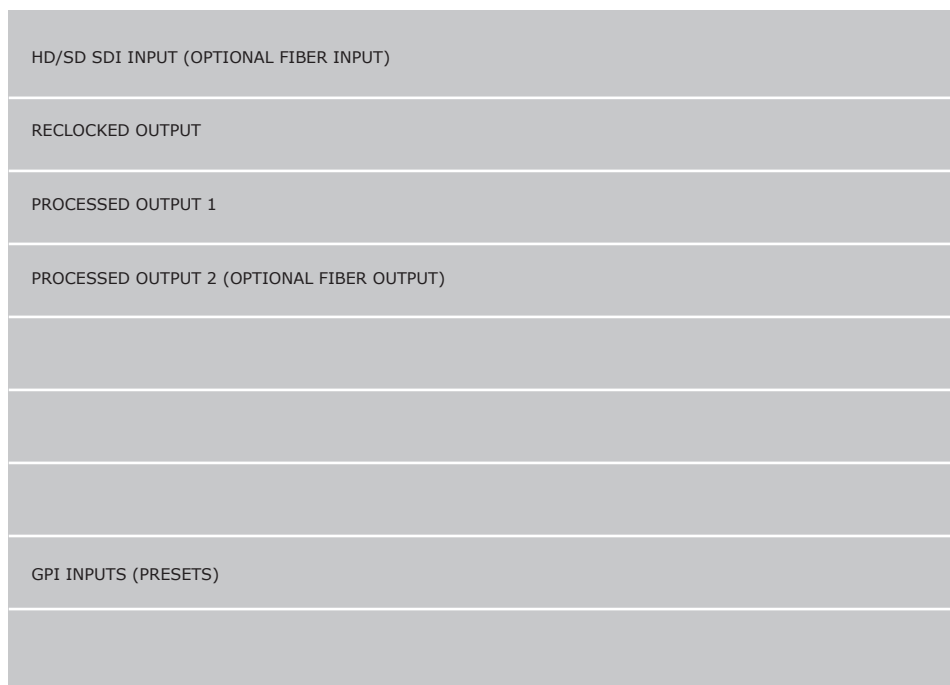 HD/SD SDI INPUT (OPTIONAL FIBER INPUT)
RECLOCKED OUTPUT
PROCESSED OUTPUT 1
PROCESSED OUTPUT 2 (OPTIONAL FIBER OUTPUT)
GPI INPUTS (PRESETS)